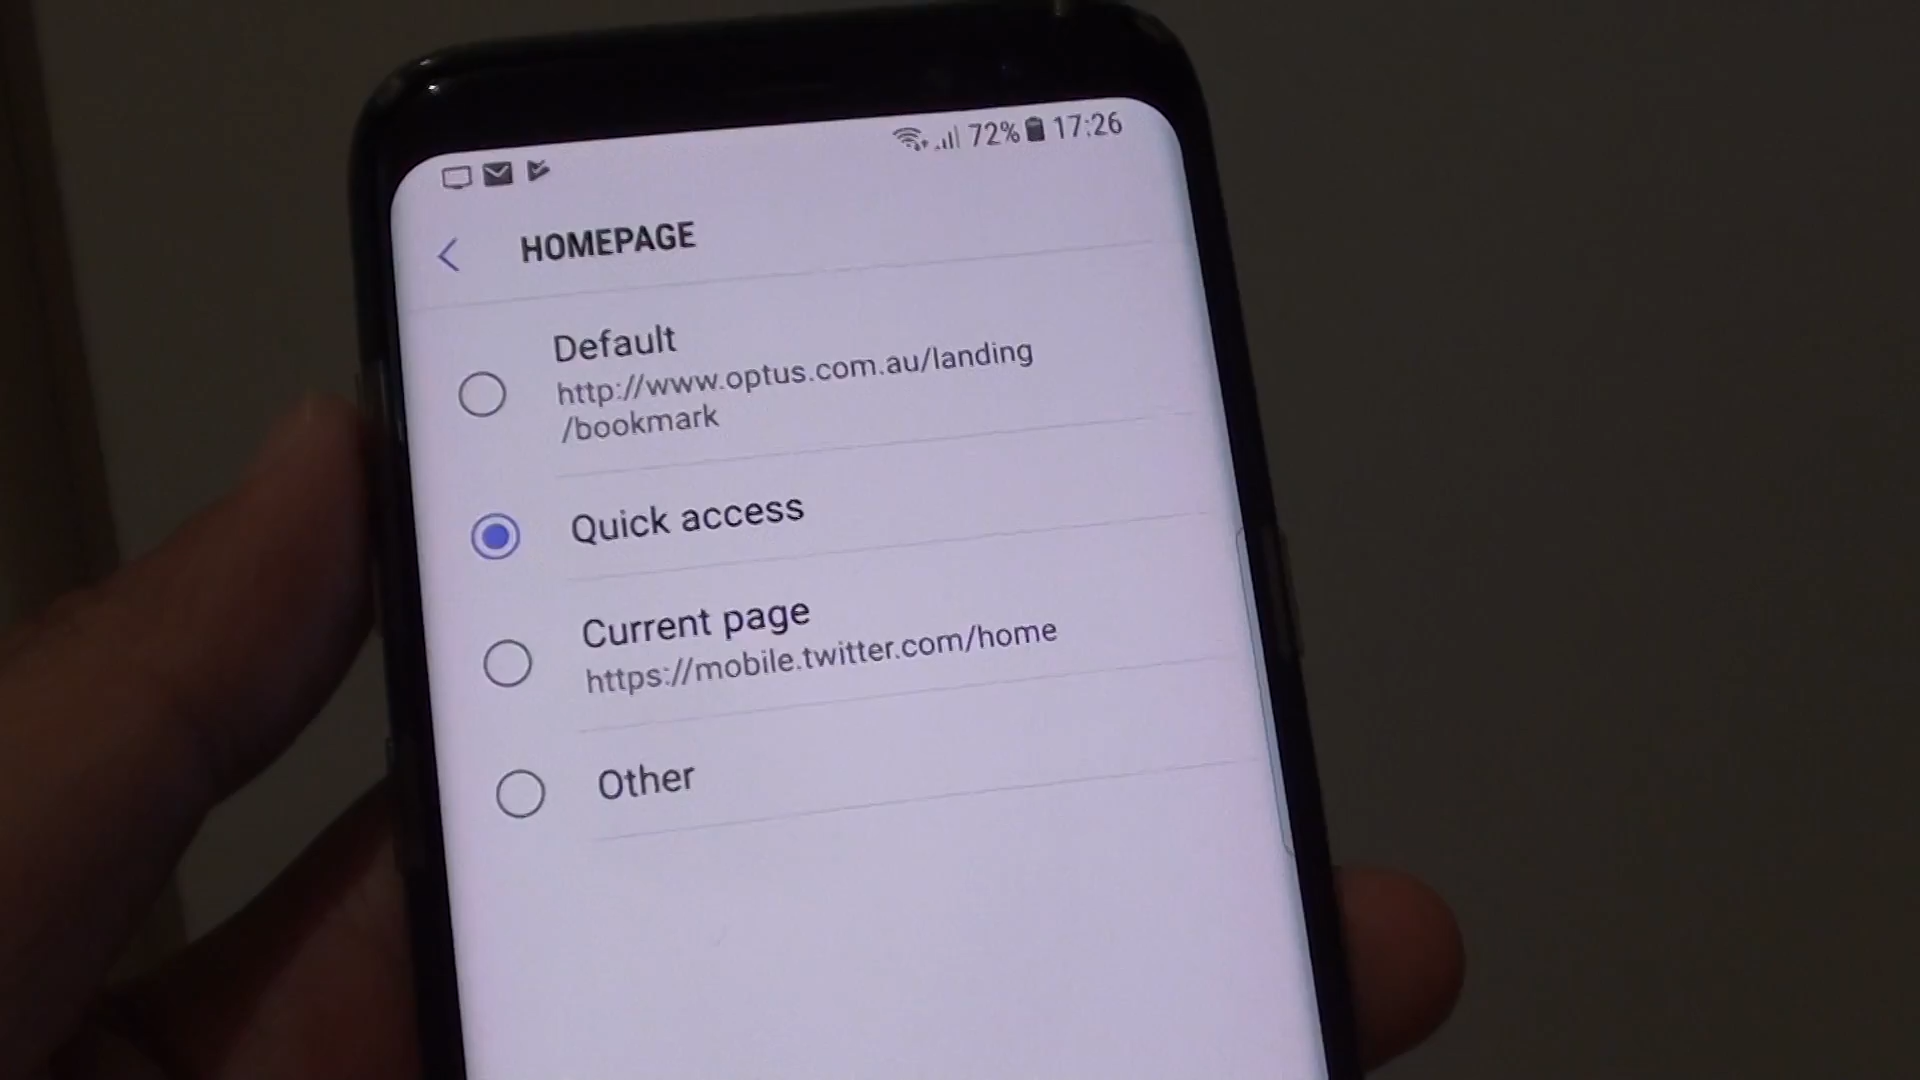 72% 17:26
HOMEPAGE
Default
http://www.optus.com.au/landing
/bookmark
Quick access
Current page
https://mobile.twitter.com/home
Other